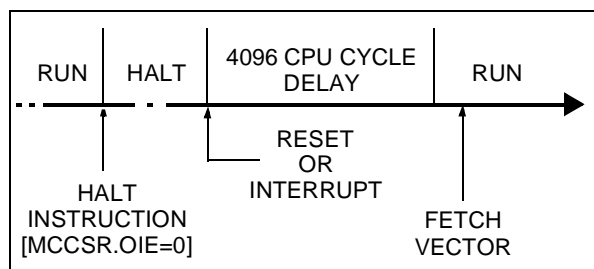 RUN
HALT
4096 CPU CYCLE
DELAY
RUN
RESET
OR
INTERRUPT
HALT
INSTRUCTION
[MCCSR.OIE=0]
FETCH
VECTOR